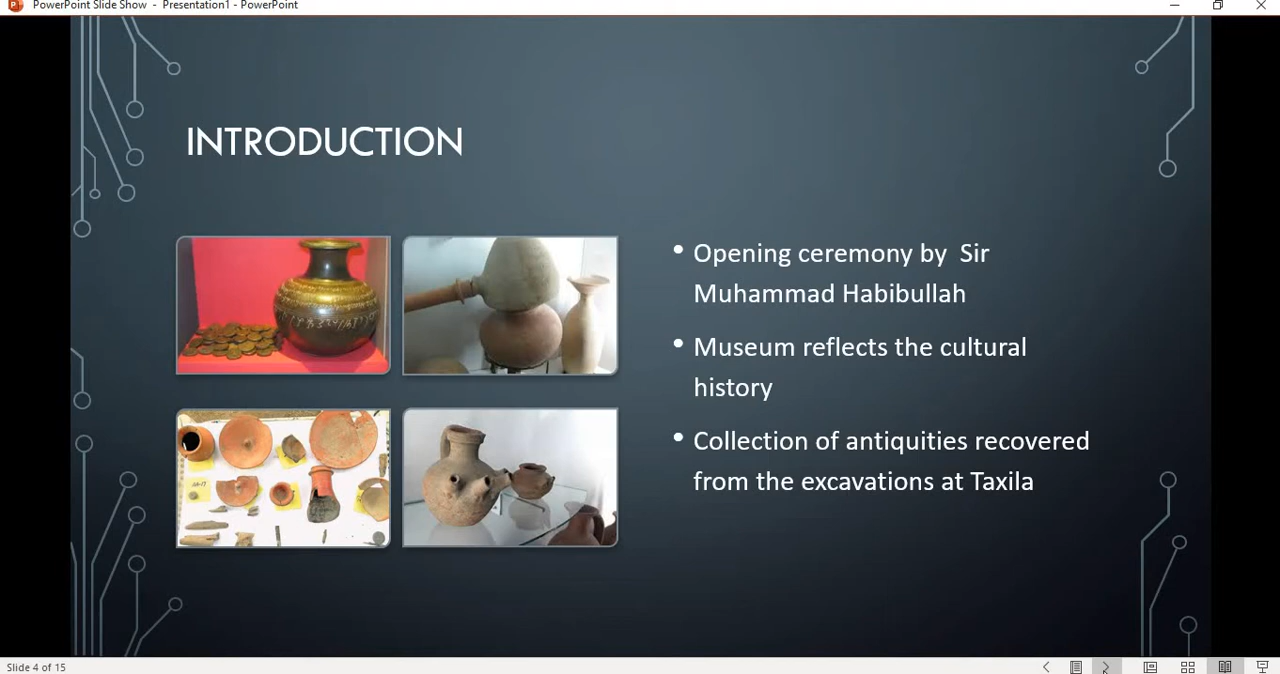 PowerPoint Slide Show - Presentation1 - PowerPoint
INTRODUCTION
• Opening ceremony by Sir
Muhammad Habibullah
• Museum reflects the cultural
history
• Collection of antiquities recovered
from the excavations at Taxila
Slide 4 of 15